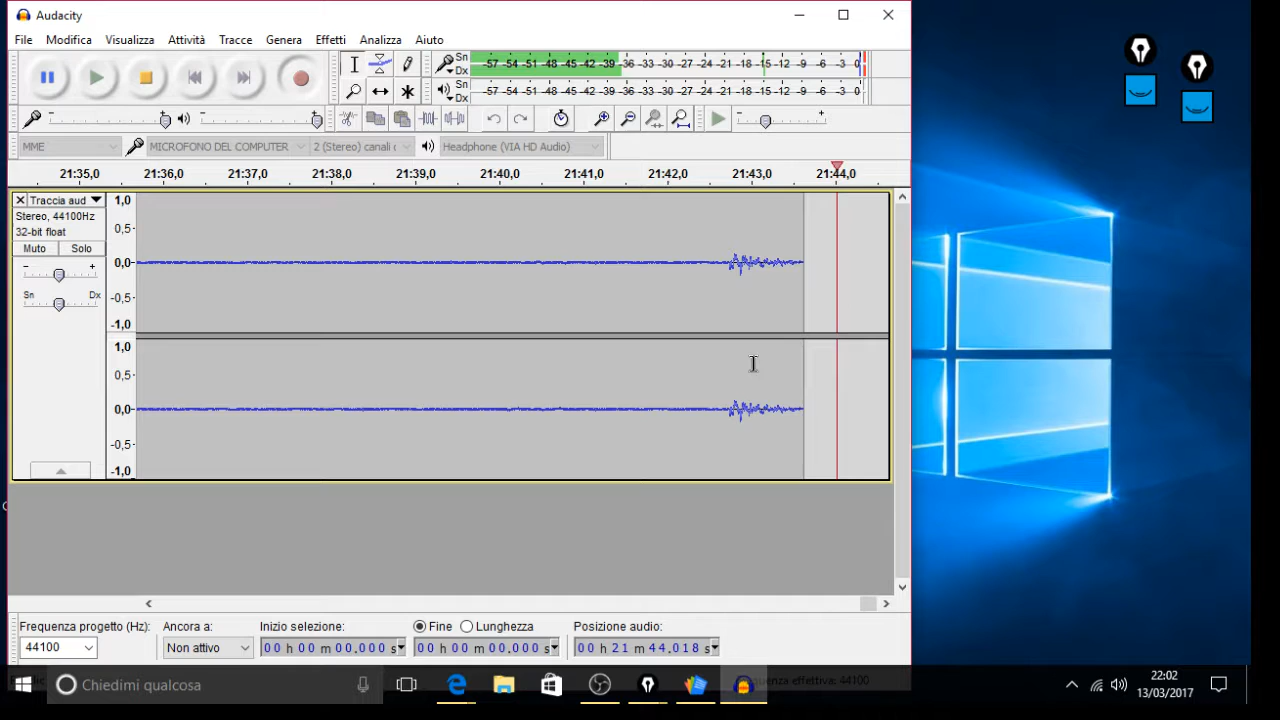 Audacity
File Modifica Visualizza Attività Tracce Genera Effetti Analizza Aiuto
Sn -57 -54 -51 -48 -45 -42 -39 -36 -33 -30 -27 -24 -21 -18 -15 -12 -9 -6 -3 0
Dx
Sn -57 -54 -51 -48 -45 -42 -39 -36 -33 -30 -27 -24 -21 -18 -15 -12 -9 -6 -3 0
Dx
MME MICROFONO DEL COMPUTER 2 (Stereo) canali Headphone (VIA HD Audio)
21:35,0 21:36,0 21:37,0 21:38,0 21:39,0 21:40,0 21:41,0 21:42,0 21:43,0 21:44,0
Traccia aud 1,0
Stereo, 44100Hz
32-bit float 0,5
Muto Solo
0,0
Sn Dx -0,5
-1,0
1,0
0,5
0,0
-0,5
-1,0
Frequenza progetto (Hz): Ancora a: Inizio selezione: Fine Lunghezza Posizione audio:
44100 Non attivo 00 h 00 m 00.000 s 00 h 00 m 00.000 s 00 h 21 m 44.018 s
Chiedimi qualcosa
effettiva: 44100
22:02
13/03/2017